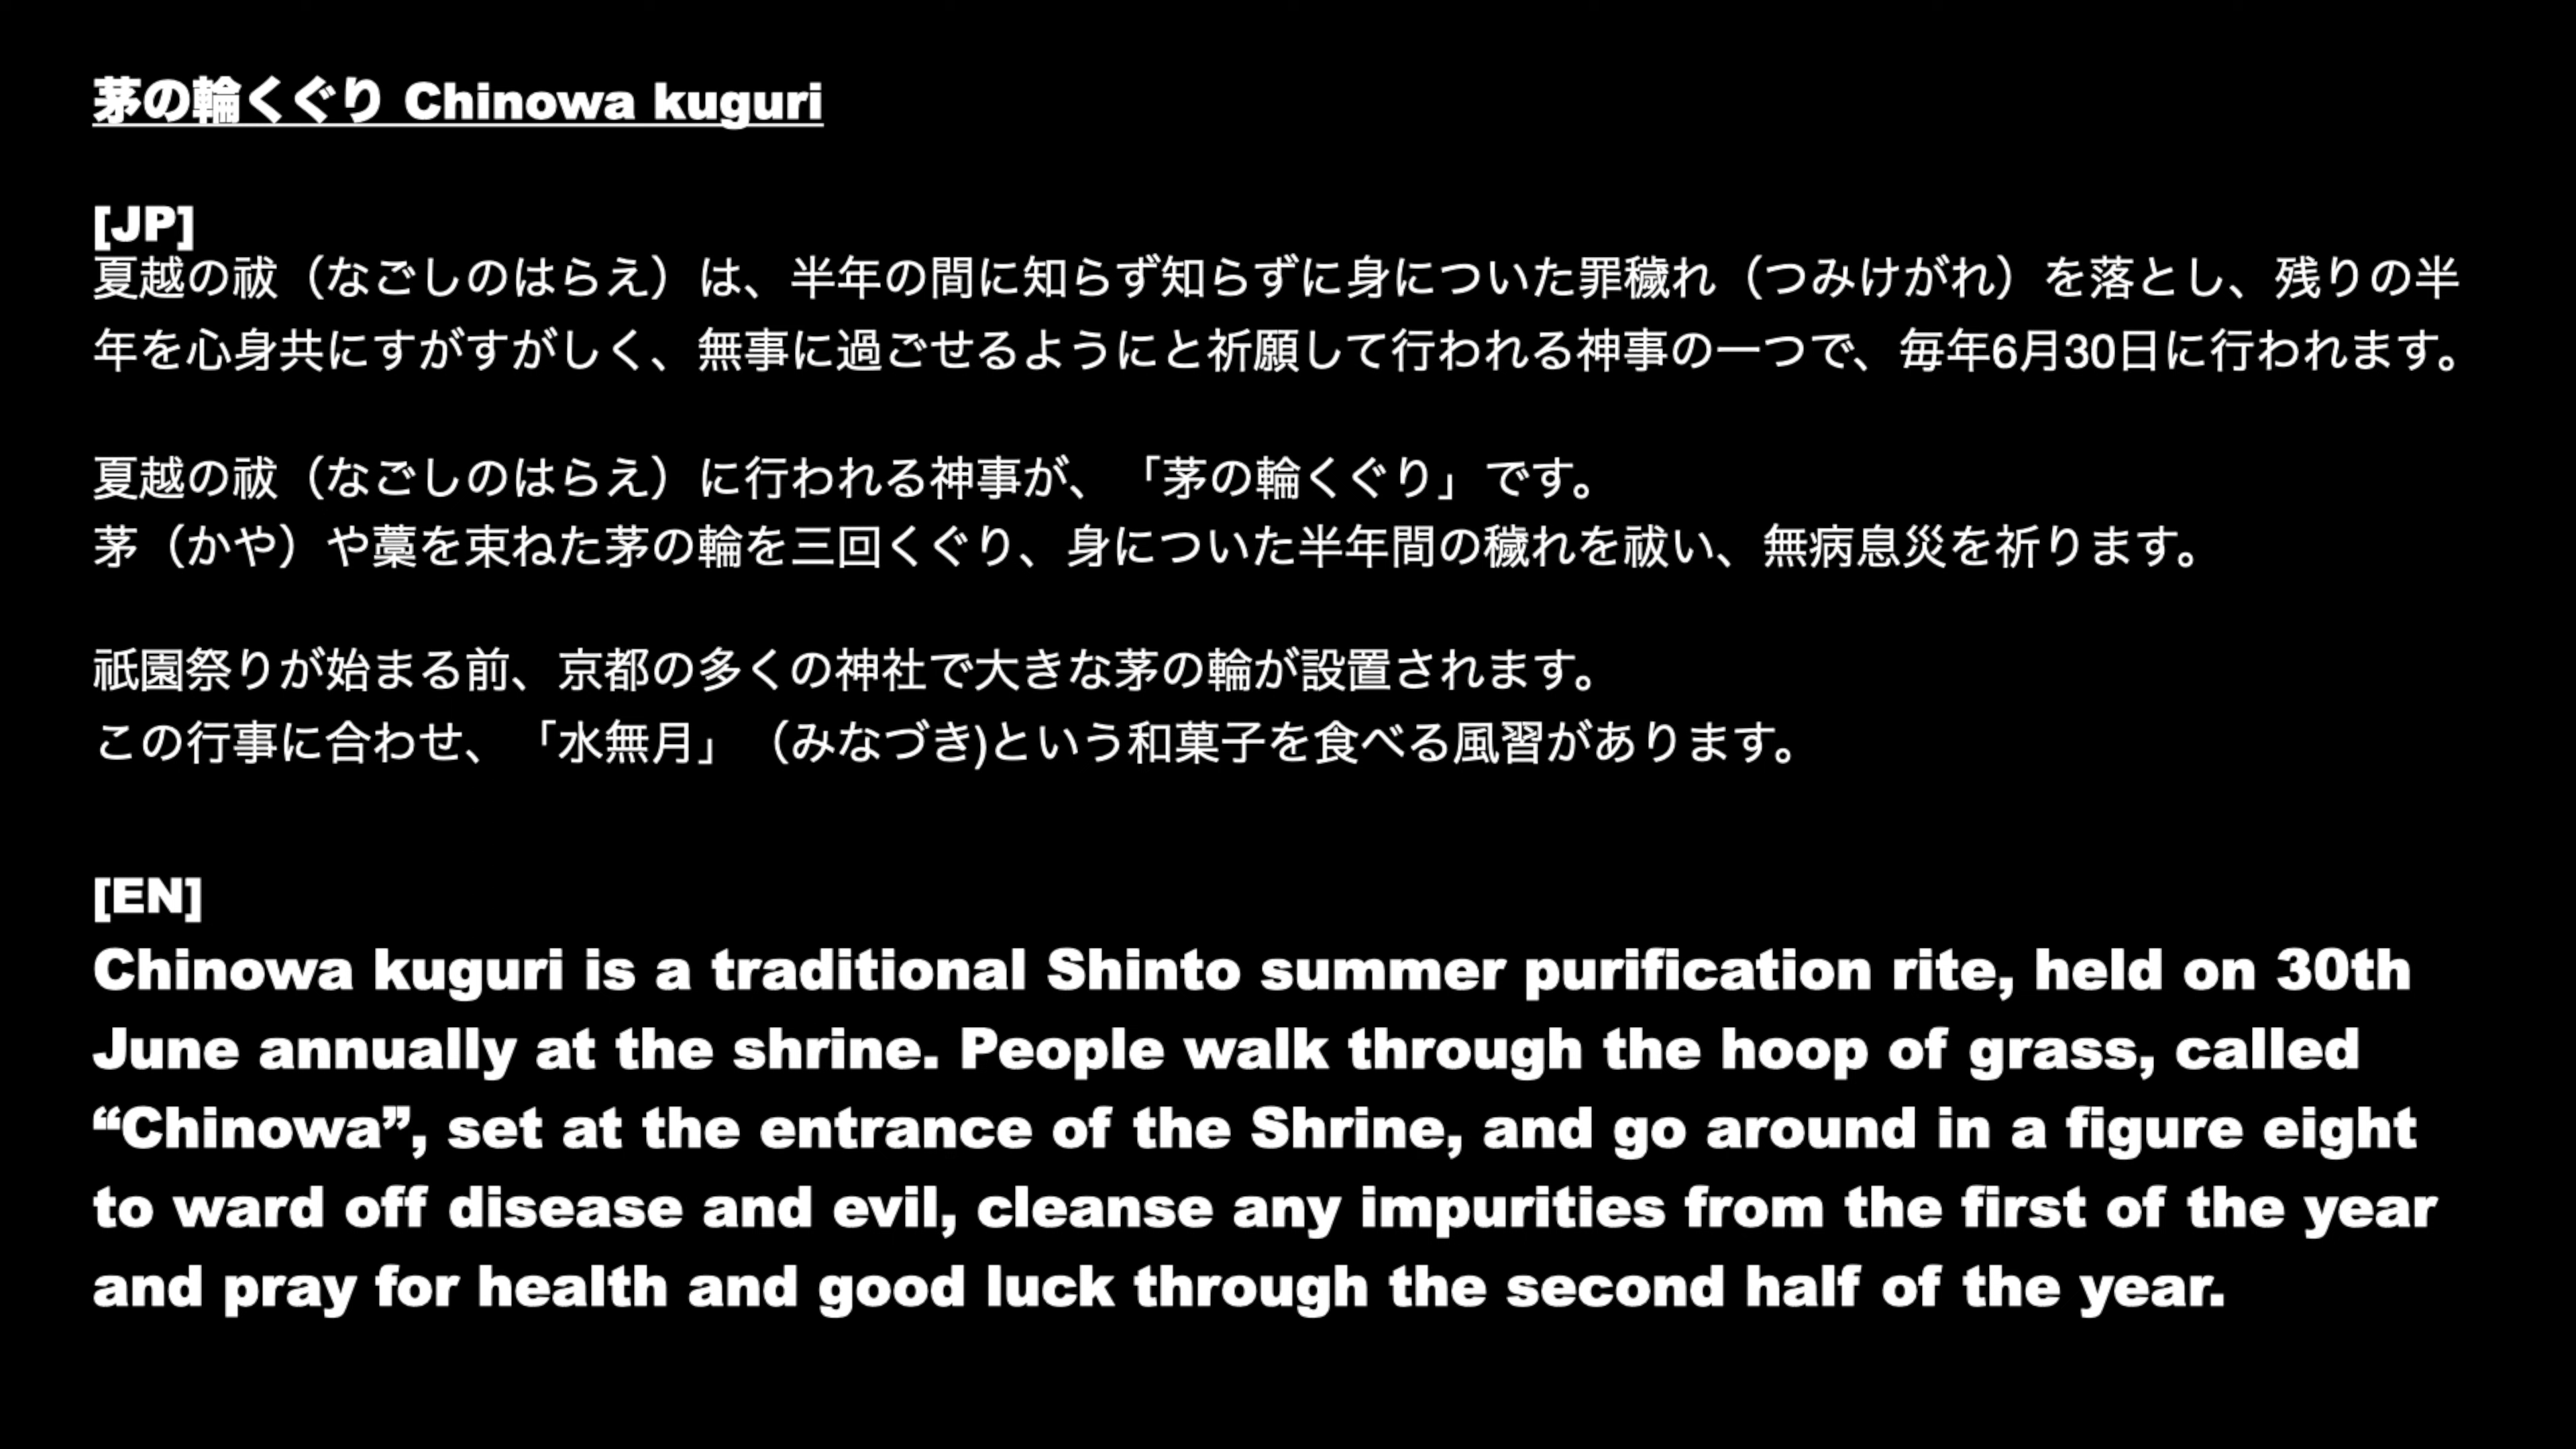 茅の輪くぐり Chinowa kuguri
[JP]
夏越の祓（なごしのはらえ）は、半年の間に知らず知らずに身についた罪穢れ（つみけがれ）を落とし、残りの半
年を心身共にすがすがしく、無事に過ごせるようにと祈願して行われる神事の一つで、毎年6月30日に行われます。
夏越の祓（なごしのはらえ）に行われる神事が、「茅の輪くぐり」です。
茅（かや）や藁を束ねた茅の輪を三回くぐり、身についた半年間の穢れを祓い、無病息災を祈ります。
祇園祭りが始まる前、京都の多くの神社で大きな茅の輪が設置されます。
この行事に合わせ、「水無月」（みなづき)という和菓子を食べる風習があります。
[EN]
Chinowa kuguri is a traditional Shinto summer purification rite, held on 30th
June annually at the shrine. People walk through the hoop of grass, called
“Chinowa”, set at the entrance of the Shrine, and go around in a figure eight
to ward off disease and evil, cleanse any impurities from the first of the year
and pray for health and good luck through the second half of the year.